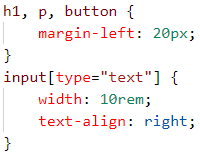 h1, p, button {
    margin-left: 20px;
}
input[type="text"] {
    width: 10rem;
    text-align: right;
}